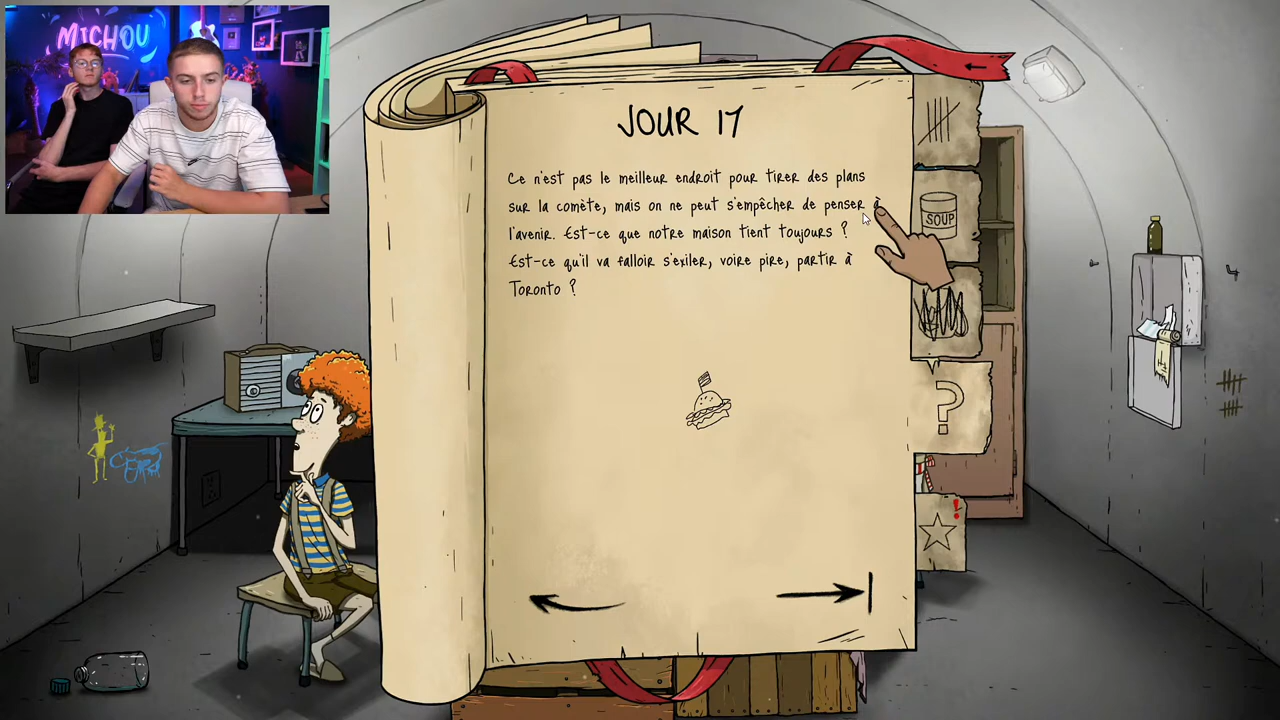 MICHOU
JOUR 17
Ce n'est pas le meilleur endroit pour tirer des plans
sur la comète, mais on ne peut s'empêcher de penser à
l'avenir. Est-ce que notre maison tient toujours ?
Est-ce qu'il va falloir s'exiler, voire pire, partir à
Toronto ?
SOUP
?
!